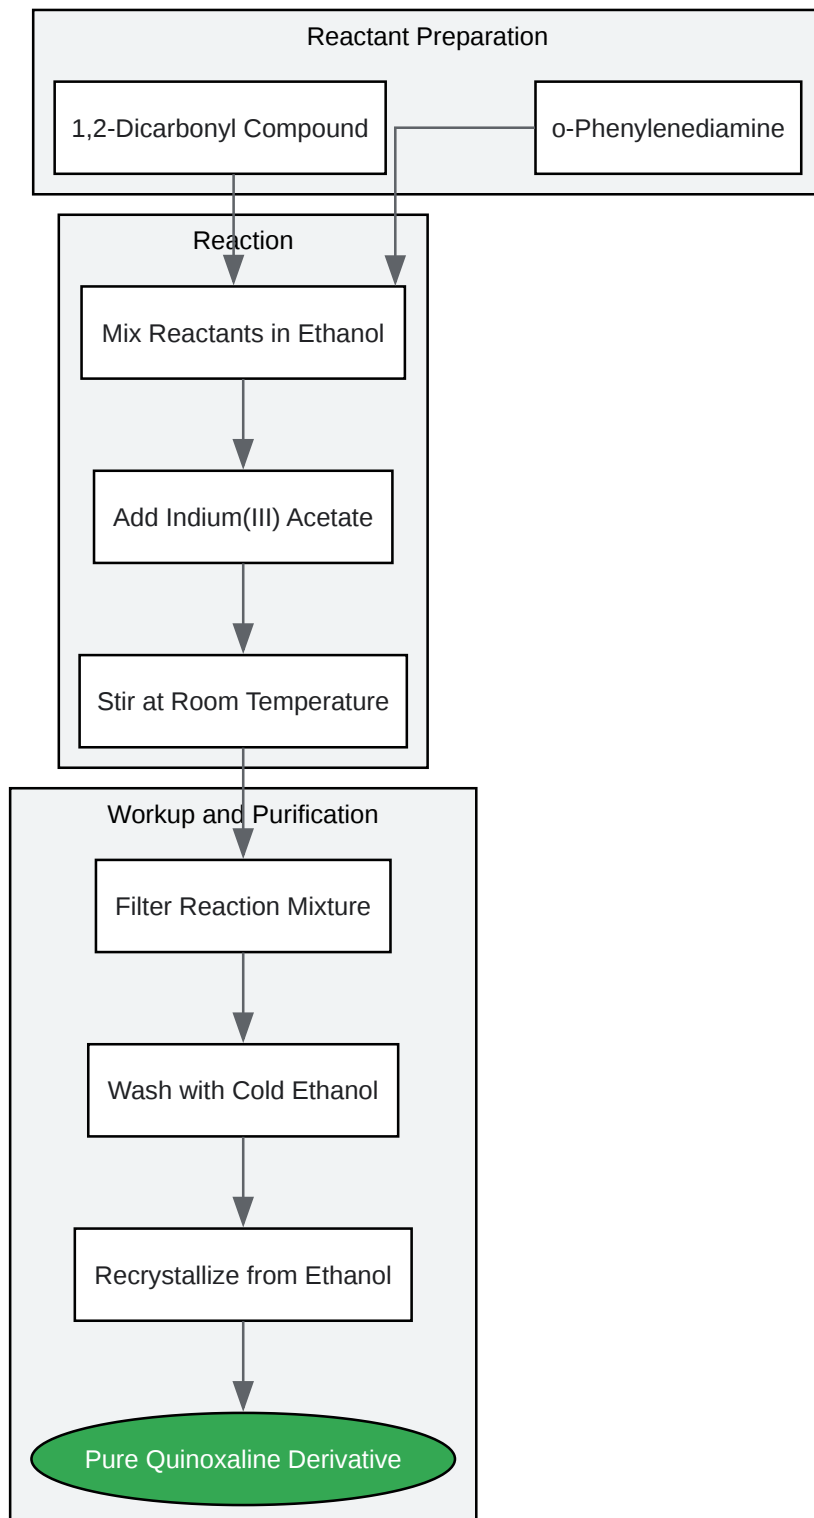 Reactant Preparation
1,2-Dicarbonyl Compound
o-Phenylenediamine
Reaction
Mix Reactants in Ethanol
Add Indium(III) Acetate
Stir at Room Temperature
Workup and Purification
Filter Reaction Mixture
Wash with Cold Ethanol
Recrystallize from Ethanol
Pure Quinoxaline Derivative